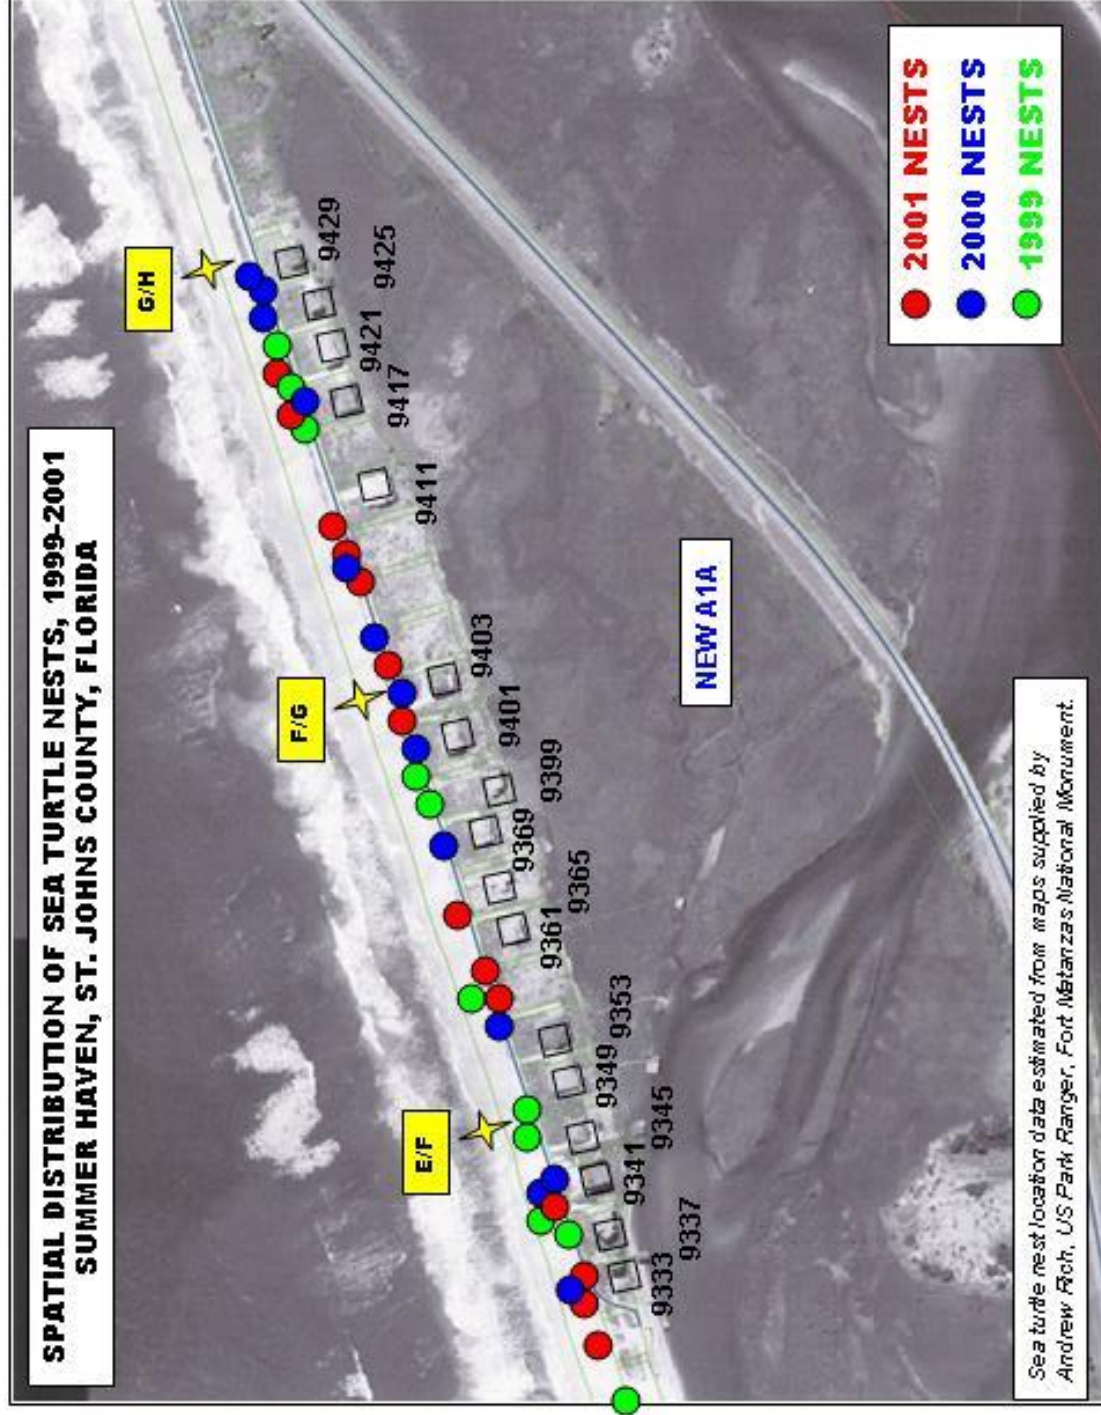 SPATIAL DISTRIBUTION OF SEA TURTLE NESTS, 1999-2001
SUMMER HAVEN, ST. JOHNS COUNTY, FLORIDA
E/F
F/G
G/H
9333
9337
9341
9345
9349
9353
9361
9365
9369
9399
9401
9403
9411
9417
9421
9425
9429
NEW A1A
2001 NESTS
2000 NESTS
1999 NESTS
Sea turtle nest location data estimated from maps supplied by
Andrew Rich, US Park Ranger, Fort Matanzas National Monument.